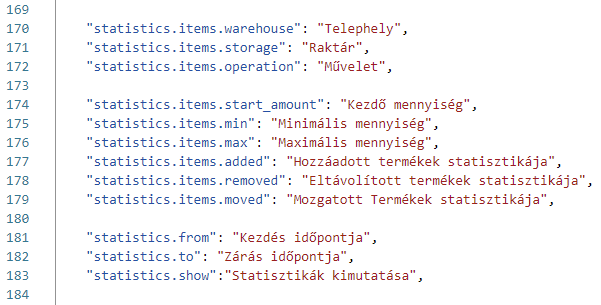 169
170 "statistics.items.warehouse": "Telephely",
171 "statistics.items.storage": "Raktár",
172 "statistics.items.operation": "Művelet",
173
174 "statistics.items.start_amount": "Kezdő mennyiség",
175 "statistics.items.min": "Minimális mennyiség",
176 "statistics.items.max": "Maximális mennyiség",
177 "statistics.items.added": "Hozzáadott termékek statisztikája",
178 "statistics.items.removed": "Eltávolított termékek statisztikája",
179 "statistics.items.moved": "Mozgatott Termékek statisztikája",
180
181 "statistics.from": "Kezdés időpontja",
182 "statistics.to": "Zárás időpontja",
183 "statistics.show":"Statisztikák kimutatása",
184